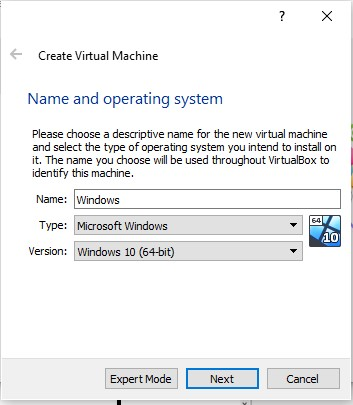 ?
Create Virtual Machine
Name and operating system
Please choose a descriptive name for the new virtual machine
and select the type of operating system you intend to install on
it. The name you choose will be used throughout VirtualBox to
identify this machine.
Name: Windows
Type: Microsoft Windows
64
Version: Windows 10 (64-bit)
10
Expert Mode Next Cancel